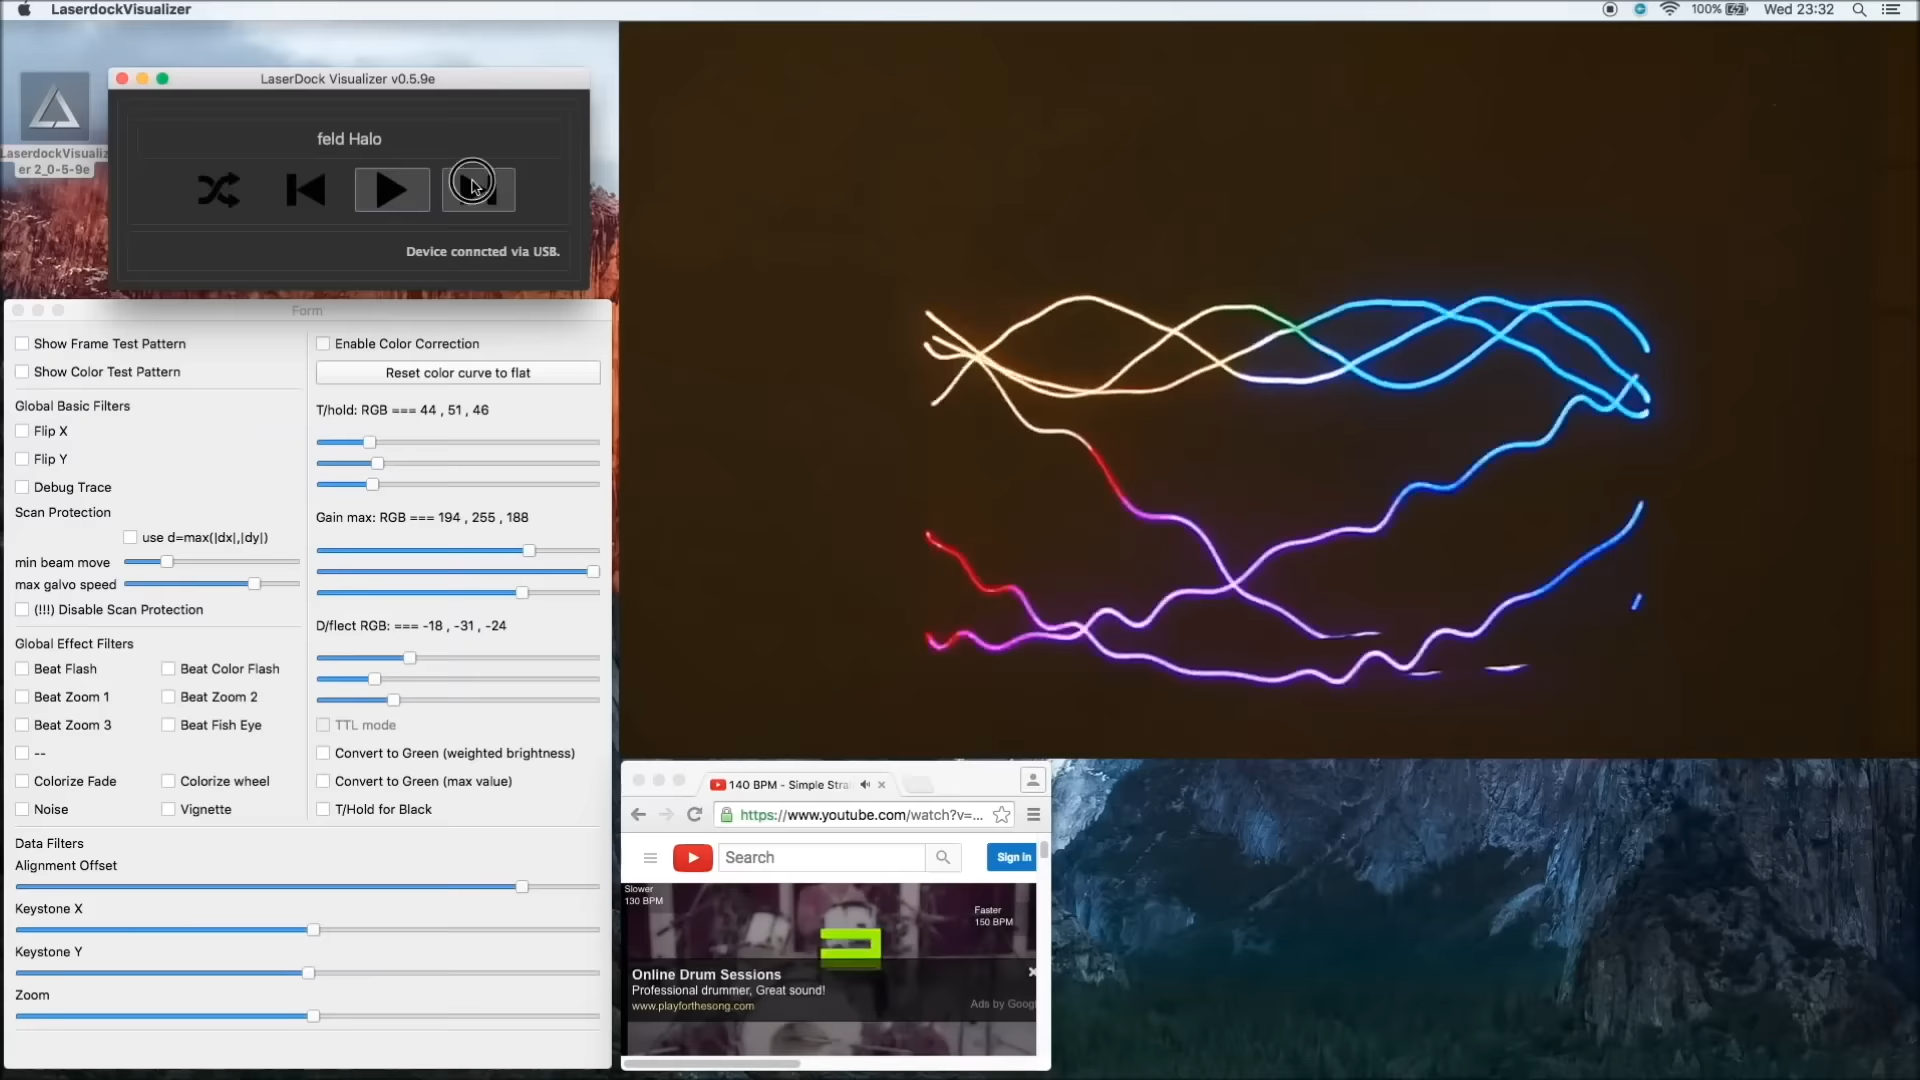 LaserdockVisualizer
100%
Wed 23:32
LaserdockVisualiz
er 2_0-5-9e
LaserDock Visualizer v0.5.9e
feld Halo
Device conncted via USB.
Form
Show Frame Test Pattern
Show Color Test Pattern
Global Basic Filters
Flip X
Flip Y
Debug Trace
Scan Protection
use d=max(|dx|,|dy|)
min beam move
max galvo speed
(!!!) Disable Scan Protection
Global Effect Filters
Beat Flash
Beat Color Flash
Beat Zoom 1
Beat Zoom 2
Beat Zoom 3
Beat Fish Eye
--
Colorize Fade
Colorize wheel
Noise
Vignette
Enable Color Correction
Reset color curve to flat
T/hold: RGB === 44 , 51 , 46
Gain max: RGB === 194 , 255 , 188
D/flect RGB: === -18 , -31 , -24
TTL mode
Convert to Green (weighted brightness)
Convert to Green (max value)
T/Hold for Black
Data Filters
Alignment Offset
Keystone X
Keystone Y
Zoom
140 BPM - Simple Stra
https://www.youtube.com/watch?v=...
Search
Sign in
Slower
130 BPM
Faster
150 BPM
Online Drum Sessions
Professional drummer, Great sound!
www.playforthesong.com
Ads by Goog